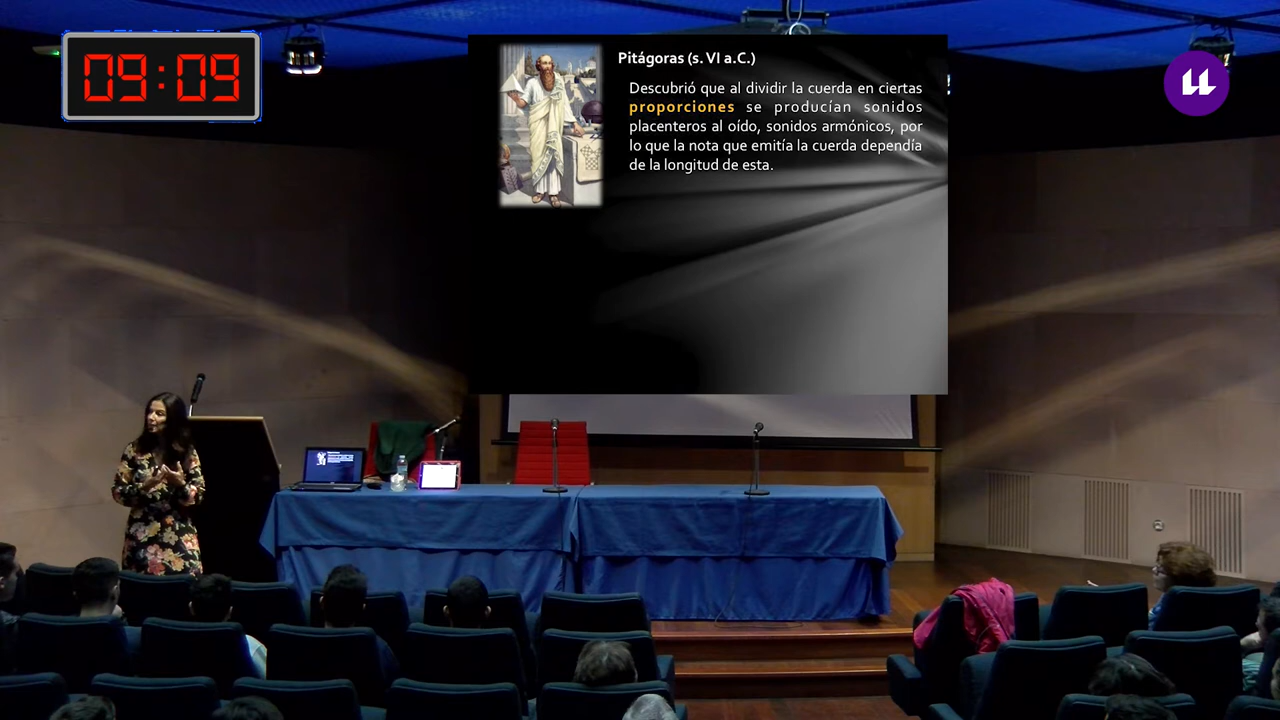 09:09
Pitágoras (s. VI a.C.)
Descubrió que al dividir la cuerda en ciertas
proporciones se producían sonidos
placenteros al oído, sonidos armónicos, por
lo que la nota que emitía la cuerda dependía
de la longitud de esta.